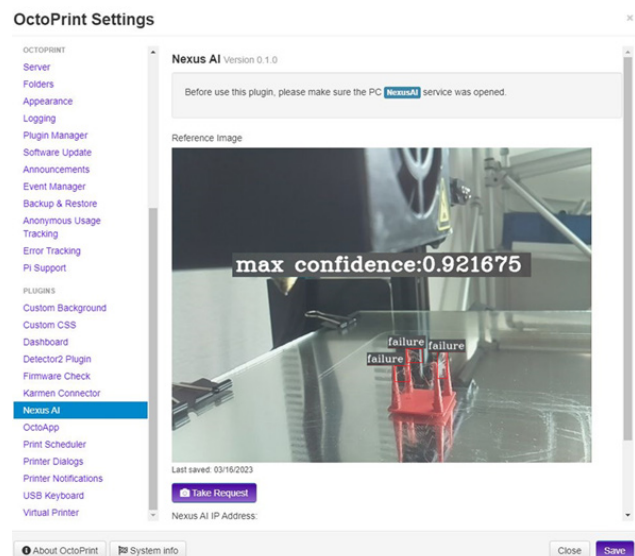 OctoPrint Settings
×
OCTOPRINT
Server
Folders
Appearance
Logging
Plugin Manager
Software Update
Announcements
Event Manager
Backup & Restore
Anonymous Usage
Tracking
Error Tracking
Pi Support
PLUGINS
Custom Background
Custom CSS
Dashboard
Detector2 Plugin
Firmware Check
Karmen Connector
Nexus AI
OctoApp
Print Scheduler
Printer Dialogs
Printer Notifications
USB Keyboard
Virtual Printer
Nexus AI Version 0.1.0
Before use this plugin, please make sure the PC NexusAI service was opened.
Reference Image
max confidence:0.921675
failure failure
failure
Last saved: 03/16/2023
Take Request
Nexus AI IP Address:
About OctoPrint System info Close Save